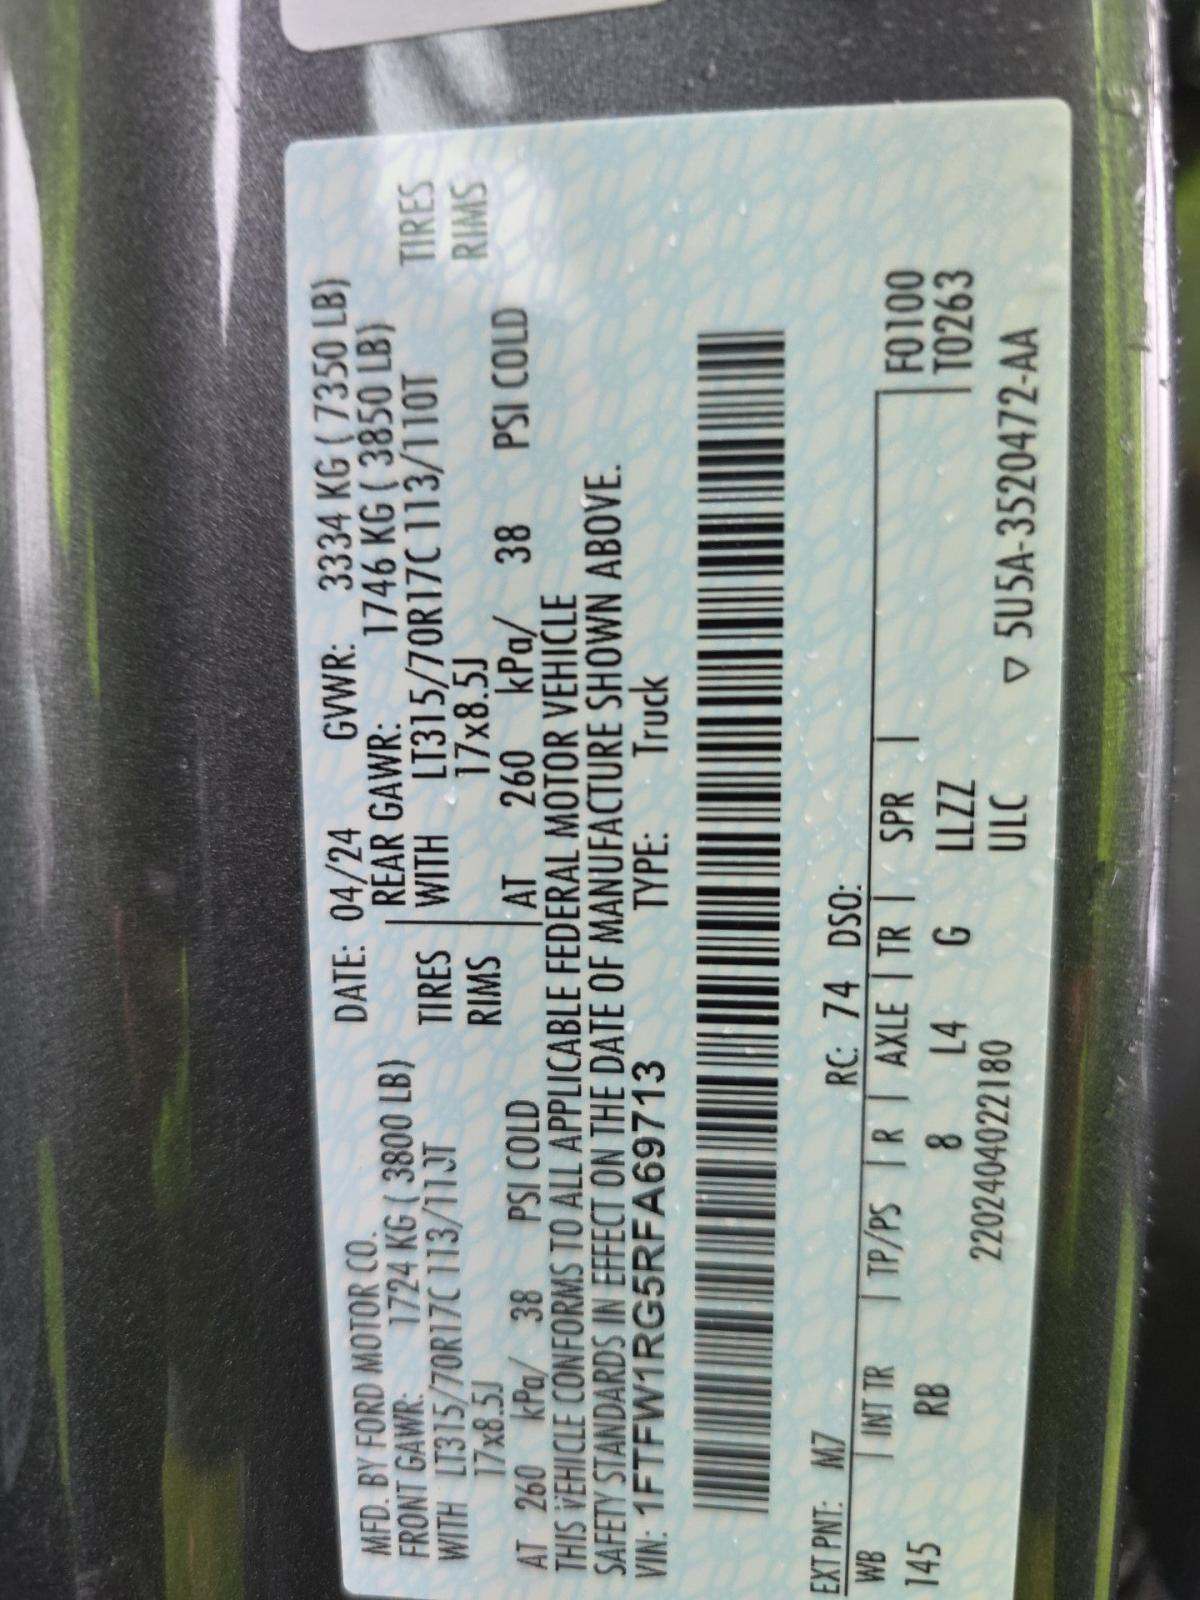 MFD. BY FORD MOTOR CO. DATE: 04/24 GVWR: 3334 KG ( 7350 LB)
FRONT GAWR: 1724 KG ( 3800 LB) REAR GAWR: 1746 KG ( 3850 LB)
WITH LT315/70R17C 113/110T TIRES WITH LT315/70R17C 113/110T TIRES
17x8.5J RIMS 17x8.5J RIMS
AT 260 kPa/ 38 PSI COLD AT 260 kPa/ 38 PSI COLD
THIS VEHICLE CONFORMS TO ALL APPLICABLE FEDERAL MOTOR VEHICLE
SAFETY STANDARDS IN EFFECT ON THE DATE OF MANUFACTURE SHOWN ABOVE.
VIN: 1FTFW1RG5RFA69713 TYPE: Truck
EXT PNT: M7 RC: 74 DSO:
WB | INT TR | TP/PS | R | AXLE | TR | SPR | F0100
145 RB 8 L4 G LLZZ T0263
220240402218O ULC ▽ 5U5A-3520472-AA